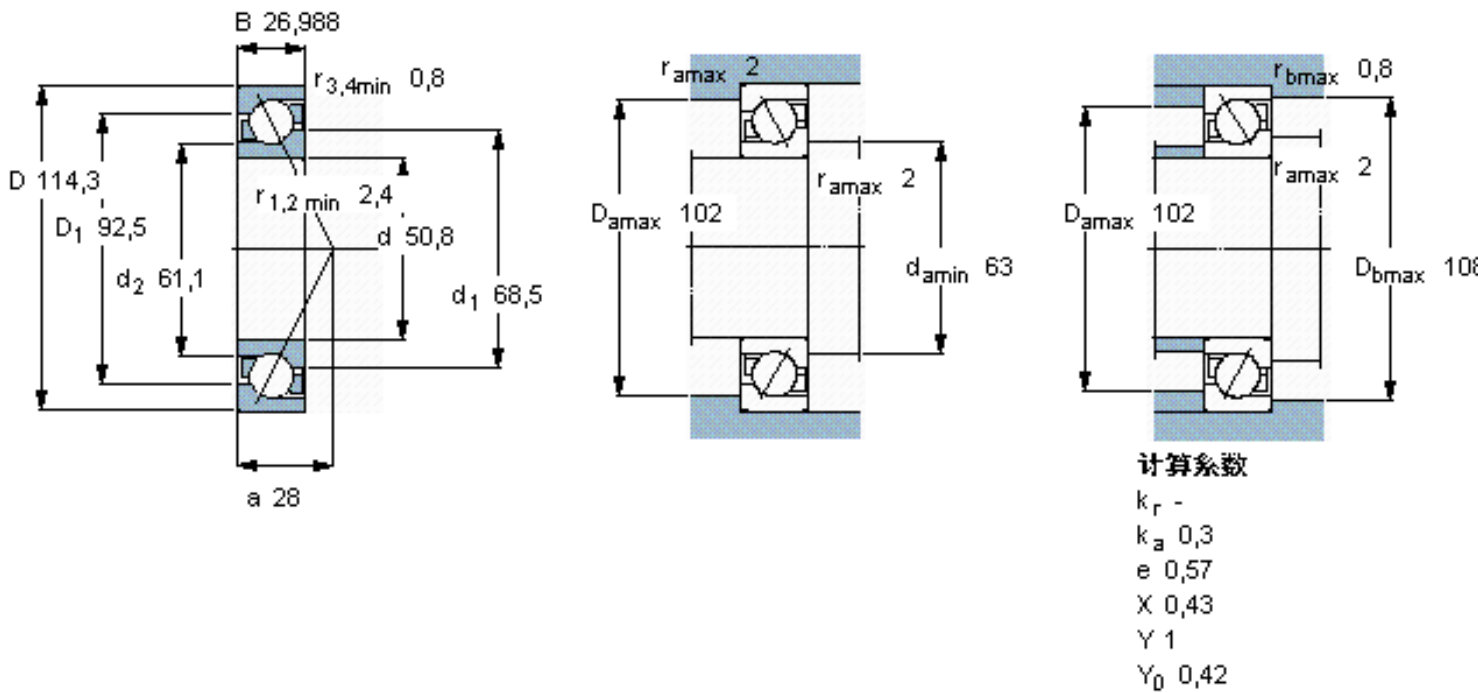 B 26,988
r3,4min 0,8
D 114,3
D1 92,5
r1,2 min 2,4
d 50,8
d2 61,1
d1 68,5
a 28
ramax 2
ramax 2
Damax 102
damin 63
rbmax 0,8
ramax 2
Damax 102
Dbmax 108
计算系数
kr -
ka 0,3
e 0,57
X 0,43
Y 1
Y0 0,42